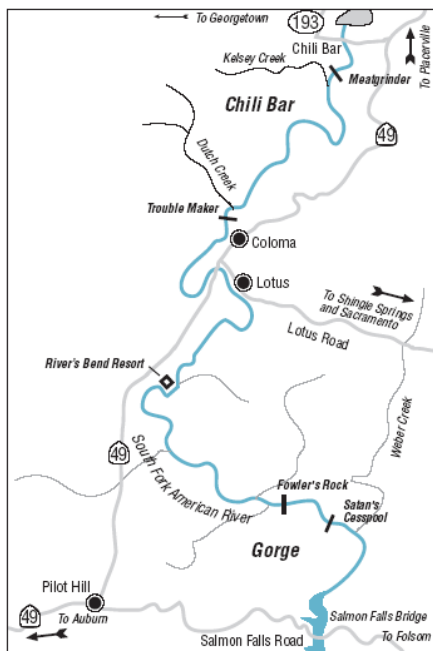 To Georgetown
193
Chili Bar
To Placerville
Kelsey Creek
Meatgrinder
Chili Bar
49
Dutch Creek
Trouble Maker
Coloma
Lotus
To Shingle Springs
and Sacramento
Lotus Road
River's Bend Resort
Weber Creek
49
South Fork American River
Fowler's Rock
Satan's
Cesspool
Gorge
Pilot Hill
49
To Auburn
Salmon Falls Bridge
Salmon Falls Road
To Folsom